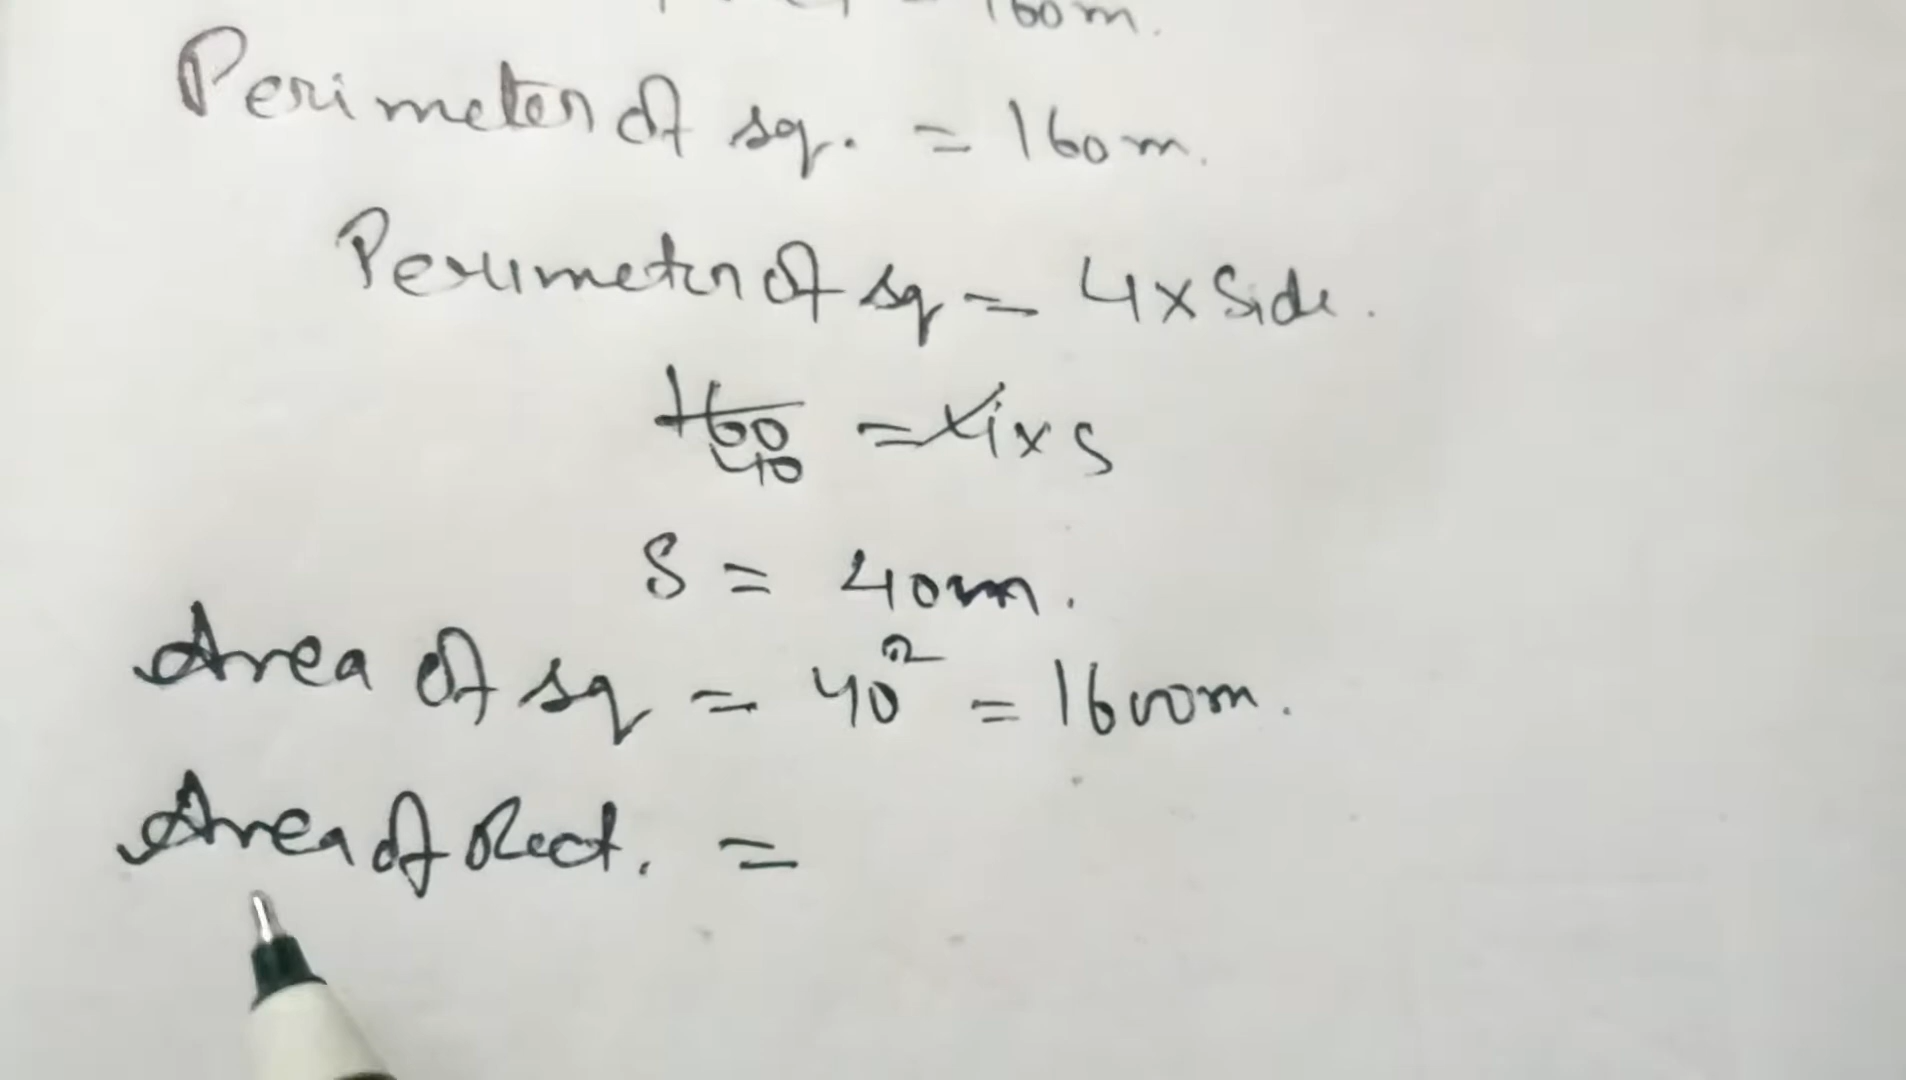 = 160m.
Perimeter of sq. = 160m.
Perimeter of sq = 4 x Side.
160 = 4 x s
40
S = 40m.
Area of sq = 40² = 1600m.
Area of Rect. =